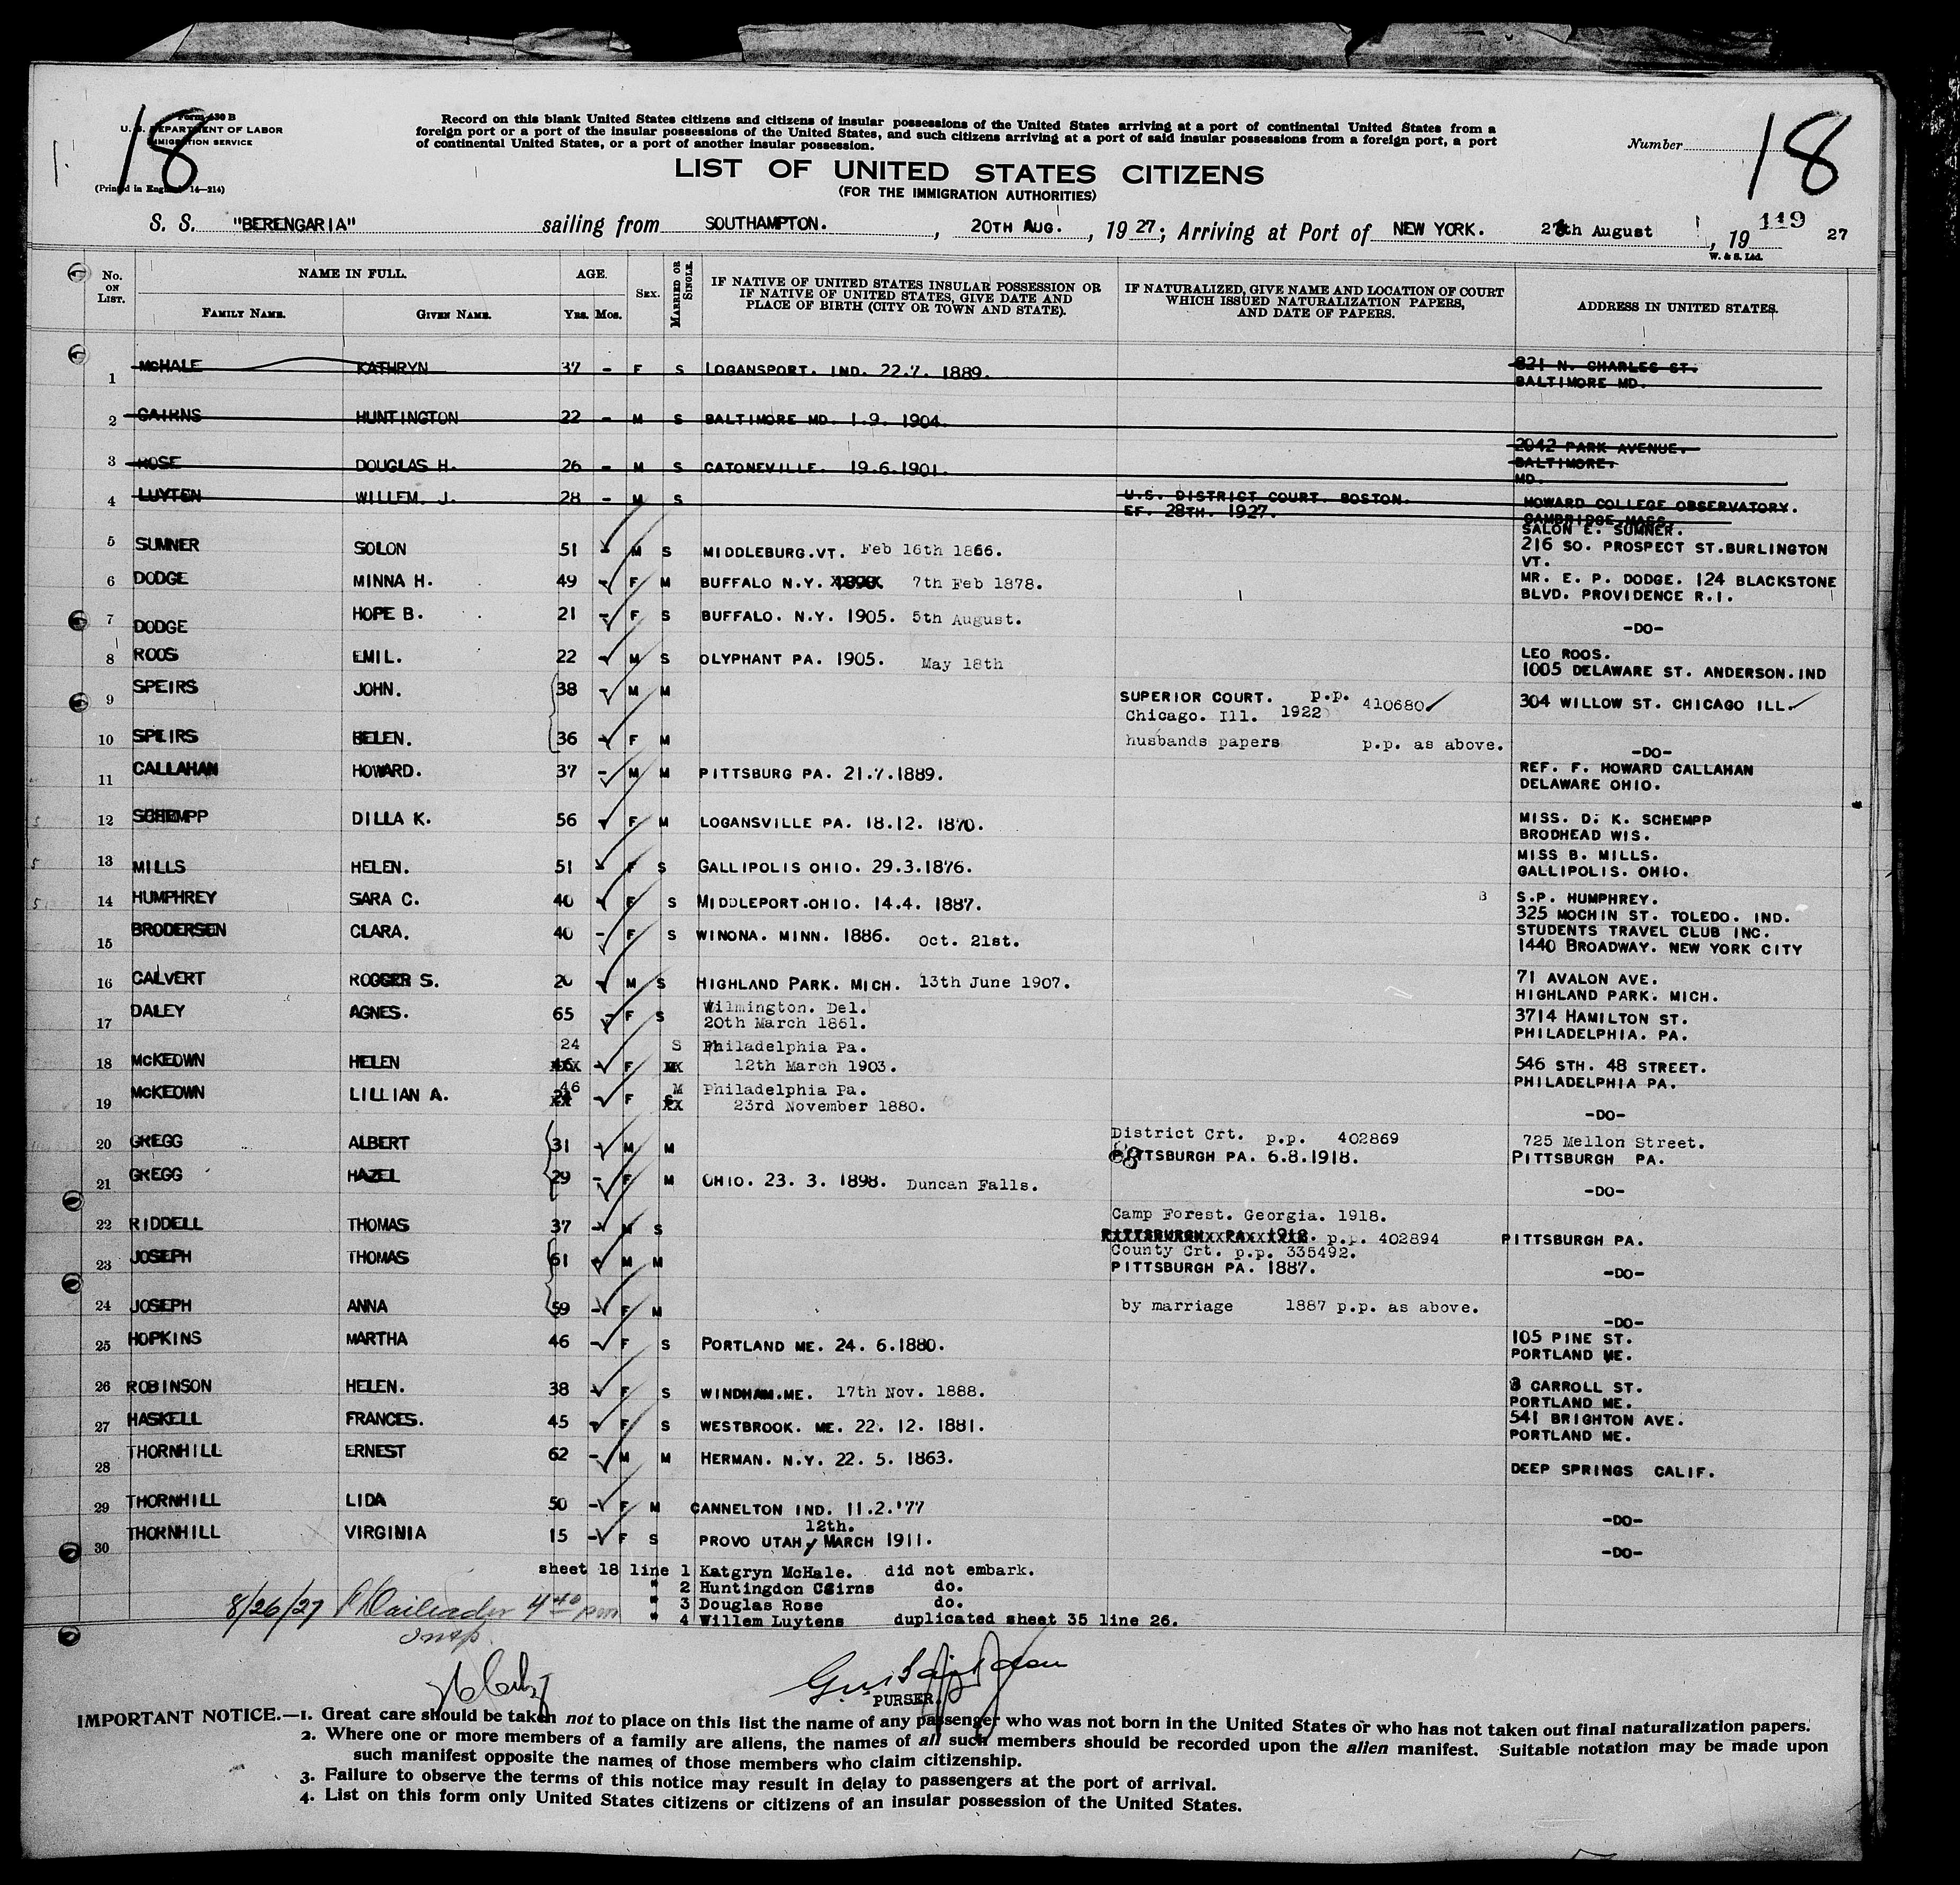 18
Form 630 B
U. S. DEPARTMENT OF LABOR
IMMIGRATION SERVICE
(Printed in England 14—214)
Record on this blank United States citizens and citizens of insular possessions of the United States arriving at a port of continental United States from a
foreign port or a port of the insular possessions of the United States, and such citizens arriving at a port of said insular possessions from a foreign port, a port
of continental United States, or a port of another insular possession.
Number 18
LIST OF UNITED STATES CITIZENS
(FOR THE IMMIGRATION AUTHORITIES)
S. S. "BERENGARIA" sailing from SOUTHAMPTON. , 20TH AUG. , 19 27; Arriving at Port of NEW YORK. 27th August , 19 27
119
W. & S. Ltd.
No. ON LIST. NAME IN FULL. FAMILY NAME. GIVEN NAME. AGE. YRS. MOS. SEX. MARRIED OR SINGLE. IF NATIVE OF UNITED STATES INSULAR POSSESSION OR IF NATIVE OF UNITED STATES, GIVE DATE AND PLACE OF BIRTH (CITY OR TOWN AND STATE). IF NATURALIZED, GIVE NAME AND LOCATION OF COURT WHICH ISSUED NATURALIZATION PAPERS, AND DATE OF PAPERS. ADDRESS IN UNITED STATES.
1 McHALE KATHRYN 37 - F S LOGANSPORT. IND. 22.7. 1889. 821 N. CHARLES ST.
BALTIMORE MD.
2 CAIRNS HUNTINGTON 22 - M S BALTIMORE MD. 1.9. 1904.
2042 PARK AVENUE.
3 ROSE DOUGLAS H. 26 - M S CATONEVILLE. 19.6.1901. BALTIMORE.
MD.
4 LUYTEN WILLEM. J. 28 - M S U.S. DISTRICT COURT. BOSTON. HOWARD COLLEGE OBSERVATORY.
EF. 28TH. 1927. CAMBRIDGE MASS.
SALON E. SUMNER.
5 SUMNER SOLON 51 - M S MIDDLEBURG.VT. Feb 16th 1866. 216 SO. PROSPECT ST.BURLINGTON
VT.
6 DODGE MINNA H. 49 - F M BUFFALO N.Y. 7th Feb 1878. MR. E. P. DODGE. 124 BLACKSTONE
BLVD. PROVIDENCE R.I.
7 DODGE HOPE B. 21 - F S BUFFALO. N.Y. 1905. 5th August. -DO-
8 ROOS EMIL. 22 - M S OLYPHANT PA. 1905. May 18th LEO ROOS.
1005 DELAWARE ST. ANDERSON.IND
9 SPEIRS JOHN. 38 - M M SUPERIOR COURT. p.p. 410680 304 WILLOW ST. CHICAGO ILL.
Chicago. Ill. 1922
10 SPEIRS HELEN. 36 - F M husbands papers p.p. as above. -DO-
11 CALLAHAN HOWARD. 37 - M M PITTSBURG PA. 21.7.1889. REF. F. HOWARD CALLAHAN
DELAWARE OHIO.
12 SCHEMPP DILLA K. 56 - F M LOGANSVILLE PA. 18.12. 1870. MISS. D. K. SCHEMPP
BRODHEAD WIS.
13 MILLS HELEN. 51 - F S GALLIPOLIS OHIO. 29.3.1876. MISS B. MILLS.
GALLIPOLIS. OHIO.
14 HUMPHREY SARA C. 40 - F S MIDDLEPORT.OHIO. 14.4. 1887. S.P. HUMPHREY.
325 MOCHIN ST. TOLEDO. IND.
15 BRODERSEN CLARA. 40 - F S WINONA. MINN. 1886. Oct. 21st. STUDENTS TRAVEL CLUB INC.
1440 BROADWAY. NEW YORK CITY
16 CALVERT ROGGER S. 20 - M S HIGHLAND PARK. MICH. 13th June 1907. 71 AVALON AVE.
HIGHLAND PARK. MICH.
17 DALEY AGNES. 65 - F S Wilmington. Del. 3714 HAMILTON ST.
20th March 1861. PHILADELPHIA. PA.
24 S Philadelphia Pa.
18 McKEOWN HELEN 46 - F 12th March 1903. 546 STH. 48 STREET.
PHILADELPHIA PA.
46 M Philadelphia Pa.
19 McKEOWN LILLIAN A. 24 - F S 23rd November 1880. -DO-
20 GREGG ALBERT 31 - M M District Crt. p.p. 402869 725 Mellon Street.
PITTSBURGH PA. 6.8.1918. PITTSBURGH PA.
21 GREGG HAZEL 29 - F M OHIO. 23. 3. 1898. Duncan Falls. -DO-
Camp Forest. Georgia. 1918.
22 RIDDELL THOMAS 37 - M S PITTSBURGH PA. 1918. p.p. 402894 PITTSBURGH PA.
23 JOSEPH THOMAS 61 - M M County Crt. p.p. 335492. -DO-
PITTSBURGH PA. 1887.
24 JOSEPH ANNA 59 - F M by marriage 1887 p.p. as above. -DO-
25 HOPKINS MARTHA 46 - F S PORTLAND ME. 24. 6.1880. 105 PINE ST.
PORTLAND ME.
26 ROBINSON HELEN. 38 - F S WINDHAM.ME. 17th Nov. 1888. 3 CARROLL ST.
PORTLAND ME.
27 HASKELL FRANCES. 45 - F S WESTBROOK. ME. 22. 12. 1881. 541 BRIGHTON AVE.
PORTLAND ME.
28 THORNHILL ERNEST 62 - M M HERMAN. N.Y. 22. 5. 1863. DEEP SPRINGS CALIF.
29 THORNHILL LIDA 50 - F M CANNELTON IND. 11.2.'77 -DO-
12th.
30 THORNHILL VIRGINIA 15 - F S PROVO UTAH, MARCH 1911. -DO-
sheet 18 line 1 Katgryn McHale. did not embark.
" 2 Huntingdon Csirns do.
" 3 Douglas Rose do.
" 4 Willem Luytens duplicated sheet 35 line 26.
8/26/27 4 40 pm
Insp.
PURSER.
IMPORTANT NOTICE.—1. Great care should be taken not to place on this list the name of any passenger who was not born in the United States or who has not taken out final naturalization papers.
2. Where one or more members of a family are aliens, the names of all such members should be recorded upon the alien manifest. Suitable notation may be made upon
such manifest opposite the names of those members who claim citizenship.
3. Failure to observe the terms of this notice may result in delay to passengers at the port of arrival.
4. List on this form only United States citizens or citizens of an insular possession of the United States.